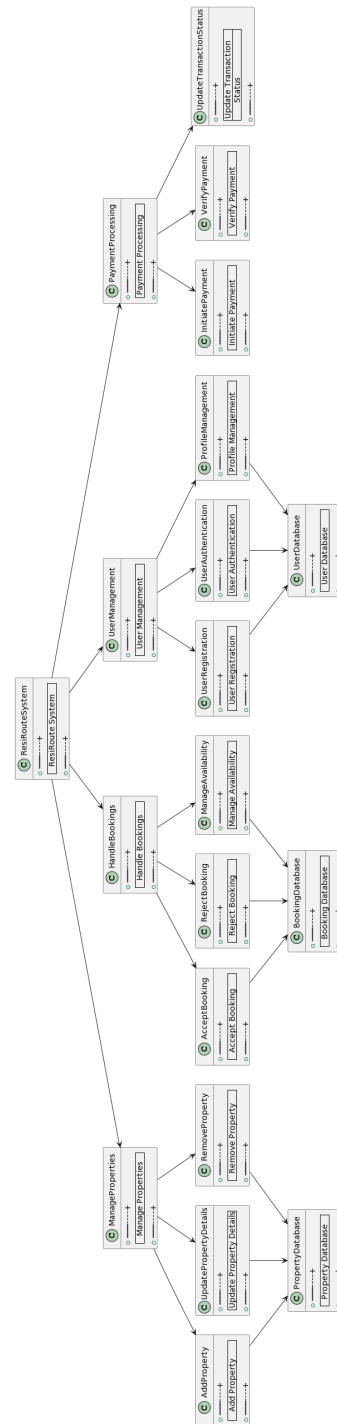 C ResiRouteSystem
+------------------+
| ResiRoute System |
+------------------+
C ManageProperties
+-------------------+
| Manage Properties |
+-------------------+
C HandleBookings
+-----------------+
| Handle Bookings |
+-----------------+
C UserManagement
+-----------------+
| User Management |
+-----------------+
C PaymentProcessing
+--------------------+
| Payment Processing |
+--------------------+
C AddProperty
+--------------+
| Add Property |
+--------------+
C UpdatePropertyDetails
+-------------------------+
| Update Property Details |
+-------------------------+
C RemoveProperty
+-----------------+
| Remove Property |
+-----------------+
C AcceptBooking
+----------------+
| Accept Booking |
+----------------+
C RejectBooking
+----------------+
| Reject Booking |
+----------------+
C ManageAvailability
+---------------------+
| Manage Availability |
+---------------------+
C UserRegistration
+-------------------+
| User Registration |
+-------------------+
C UserAuthentication
+---------------------+
| User Authentication |
+---------------------+
C ProfileManagement
+--------------------+
| Profile Management |
+--------------------+
C InitiatePayment
+------------------+
| Initiate Payment |
+------------------+
C VerifyPayment
+----------------+
| Verify Payment |
+----------------+
C UpdateTransactionStatus
+--------------------+
| Update Transaction |
| Status |
+--------------------+
C PropertyDatabase
+-------------------+
| Property Database |
C BookingDatabase
+------------------+
| Booking Database |
C UserDatabase
+---------------+
| User Database |